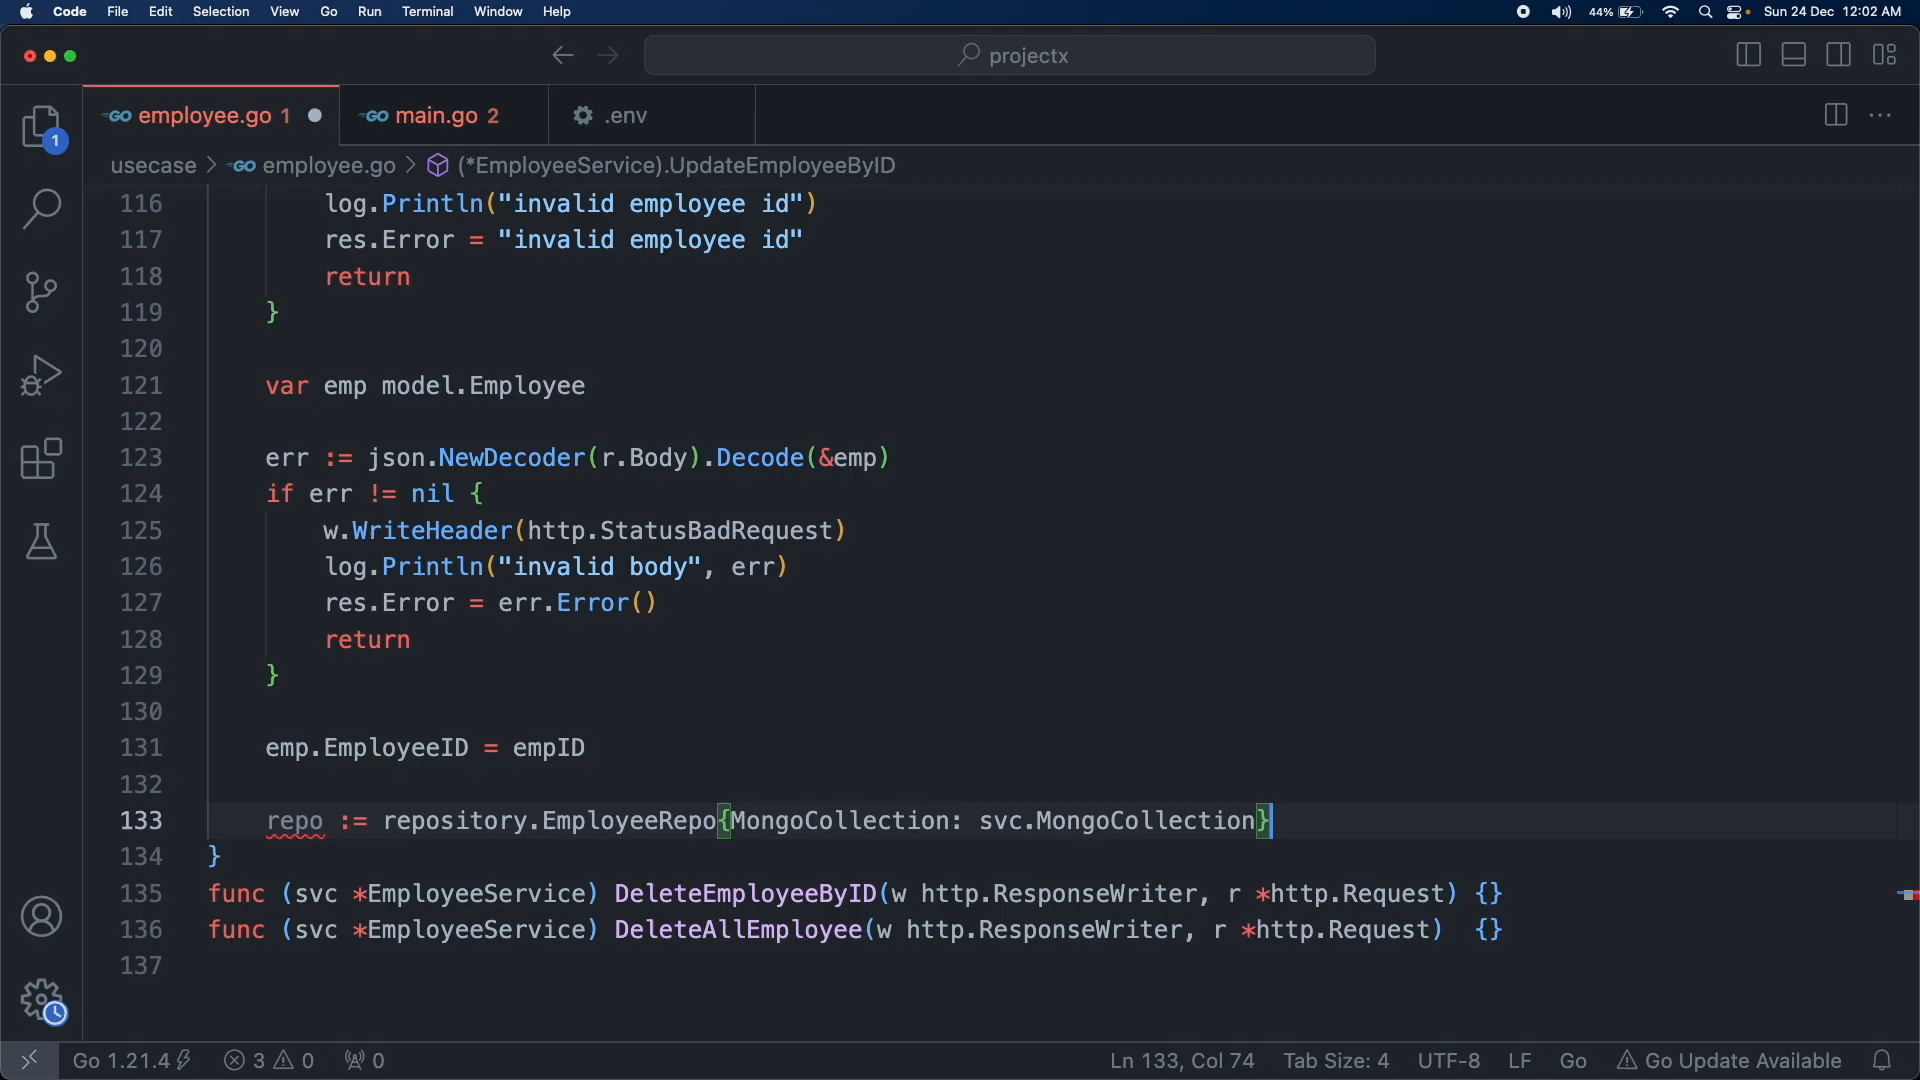 Code File Edit Selection View Go Run Terminal Window Help 44% Sun 24 Dec 12:02 AM
projectx
GO employee.go 1 GO main.go 2 .env
1
usecase > GO employee.go > (*EmployeeService).UpdateEmployeeByID
116 log.Println("invalid employee id")
117 res.Error = "invalid employee id"
118 return
119 }
120
121 var emp model.Employee
122
123 err := json.NewDecoder(r.Body).Decode(&emp)
124 if err != nil {
125 w.WriteHeader(http.StatusBadRequest)
126 log.Println("invalid body", err)
127 res.Error = err.Error()
128 return
129 }
130
131 emp.EmployeeID = empID
132
133 repo := repository.EmployeeRepo{MongoCollection: svc.MongoCollection}
134 }
135 func (svc *EmployeeService) DeleteEmployeeByID(w http.ResponseWriter, r *http.Request) {}
136 func (svc *EmployeeService) DeleteAllEmployee(w http.ResponseWriter, r *http.Request) {}
137
Go 1.21.4 3 0 0 Ln 133, Col 74 Tab Size: 4 UTF-8 LF Go Go Update Available